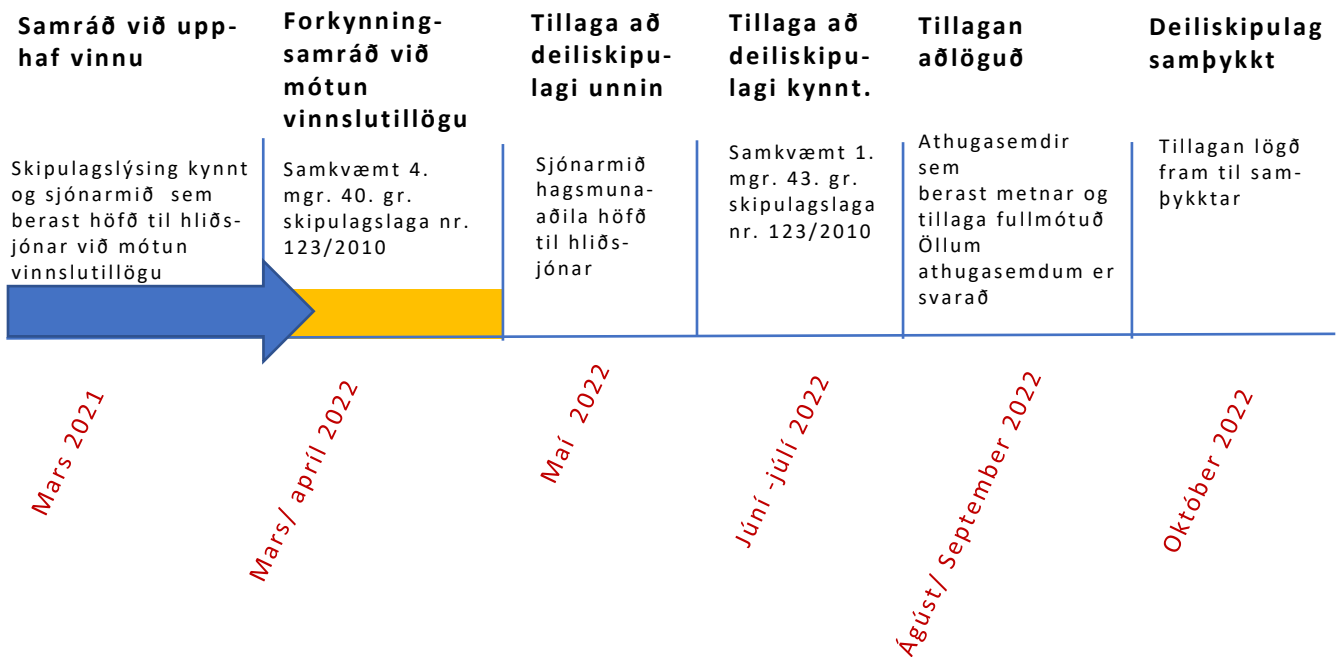 Samráð við upp-
haf vinnu
Skipulagslýsing kynnt
og sjónarmið sem
berast höfð til hliðs-
jónar við mótun
vinnslutillögu
Mars 2021
Forkynning-
samráð við
mótun
vinnslutillögu
Samkvæmt 4.
mgr. 40. gr.
skipulagslaga nr.
123/2010
Mars/ apríl 2022
Tillaga að
deiliskipu-
lagi unnin
Sjónarmið
hagsmuna-
aðila höfð
til hliðs-
jónar
Maí 2022
Tillaga að
deiliskipu-
lagi kynnt.
Samkvæmt 1.
mgr. 43. gr.
skipulagslaga
nr. 123/2010
Júní -júlí 2022
Tillagan
aðlöguð
Athugasemdir
sem
berast metnar og
tillaga fullmótuð
Öllum
athugasemdum er
svarað
Ágúst/ September 2022
Deiliskipulag
samþykkt
Tillagan lögð
fram til sam-
þykktar
Október 2022